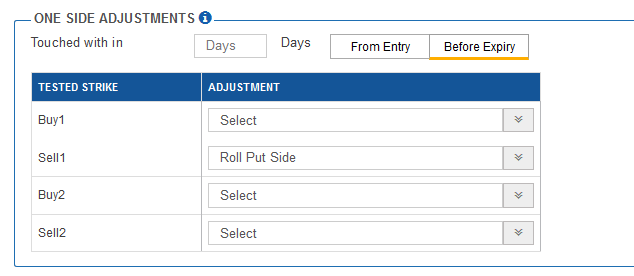 ONE SIDE ADJUSTMENTS i
Touched with in Days Days From Entry Before Expiry
TESTED STRIKE ADJUSTMENT
Buy1 Select
Sell1 Roll Put Side
Buy2 Select
Sell2 Select